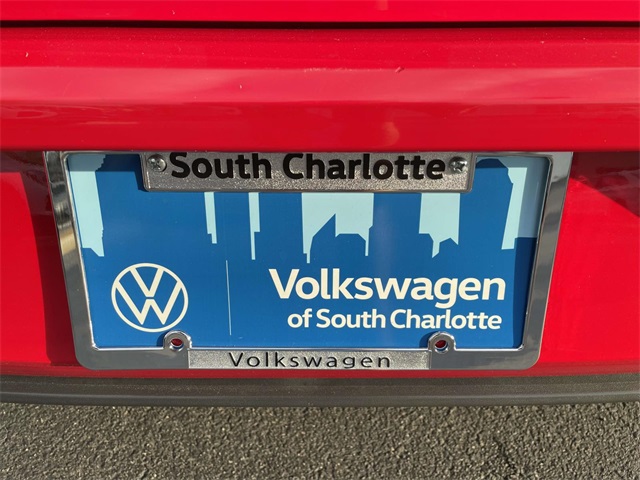 South Charlotte
Volkswagen
of South Charlotte
Volkswagen